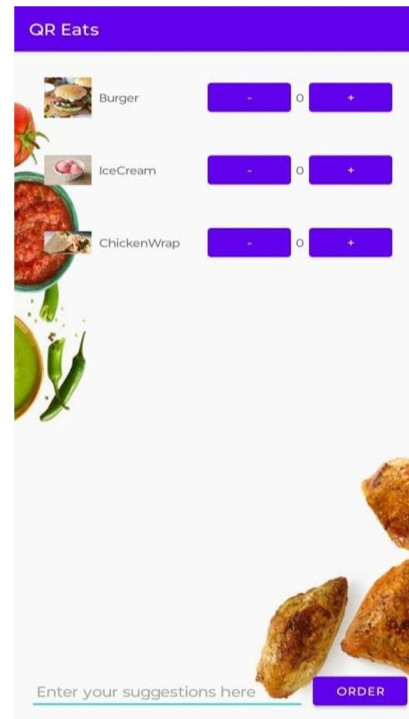 QR Eats
Burger - 0 +
IceCream - 0 +
ChickenWrap - 0 +
Enter your suggestions here ORDER